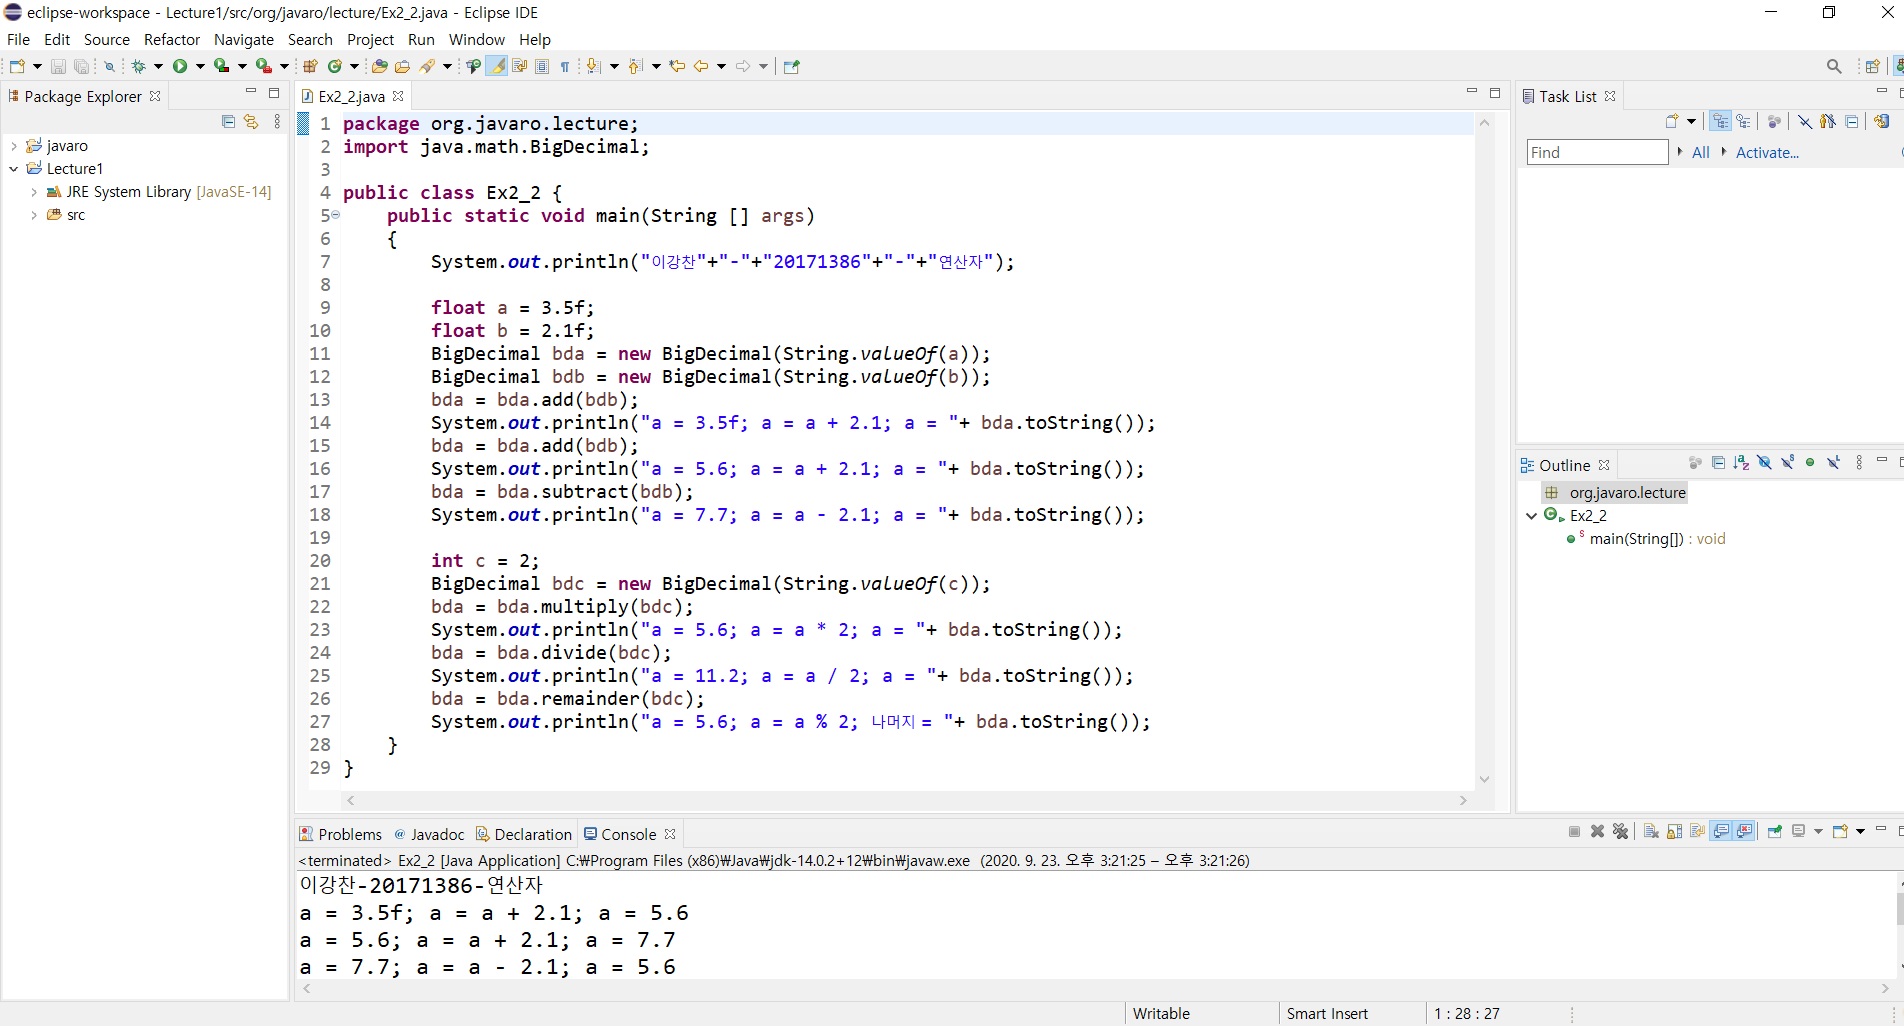 eclipse-workspace - Lecture1/src/org/javaro/lecture/Ex2_2.java - Eclipse IDE
File Edit Source Refactor Navigate Search Project Run Window Help
Package Explorer
javaro
Lecture1
JRE System Library [JavaSE-14]
src
Ex2_2.java
1 package org.javaro.lecture;
2 import java.math.BigDecimal;
3
4 public class Ex2_2 {
5 public static void main(String [] args)
6 {
7 System.out.println("이강찬"+"-"+"20171386"+"-"+"연산자");
8
9 float a = 3.5f;
10 float b = 2.1f;
11 BigDecimal bda = new BigDecimal(String.valueOf(a));
12 BigDecimal bdb = new BigDecimal(String.valueOf(b));
13 bda = bda.add(bdb);
14 System.out.println("a = 3.5f; a = a + 2.1; a = "+ bda.toString());
15 bda = bda.add(bdb);
16 System.out.println("a = 5.6; a = a + 2.1; a = "+ bda.toString());
17 bda = bda.subtract(bdb);
18 System.out.println("a = 7.7; a = a - 2.1; a = "+ bda.toString());
19
20 int c = 2;
21 BigDecimal bdc = new BigDecimal(String.valueOf(c));
22 bda = bda.multiply(bdc);
23 System.out.println("a = 5.6; a = a * 2; a = "+ bda.toString());
24 bda = bda.divide(bdc);
25 System.out.println("a = 11.2; a = a / 2; a = "+ bda.toString());
26 bda = bda.remainder(bdc);
27 System.out.println("a = 5.6; a = a % 2; 나머지 = "+ bda.toString());
28 }
29 }
Task List
Find All Activate...
Outline
org.javaro.lecture
Ex2_2
main(String[]) : void
Problems @ Javadoc Declaration Console
<terminated> Ex2_2 [Java Application] C:₩Program Files (x86)₩Java₩jdk-14.0.2+12₩bin₩javaw.exe (2020. 9. 23. 오후 3:21:25 – 오후 3:21:26)
이강찬-20171386-연산자
a = 3.5f; a = a + 2.1; a = 5.6
a = 5.6; a = a + 2.1; a = 7.7
a = 7.7; a = a - 2.1; a = 5.6
Writable Smart Insert 1 : 28 : 27